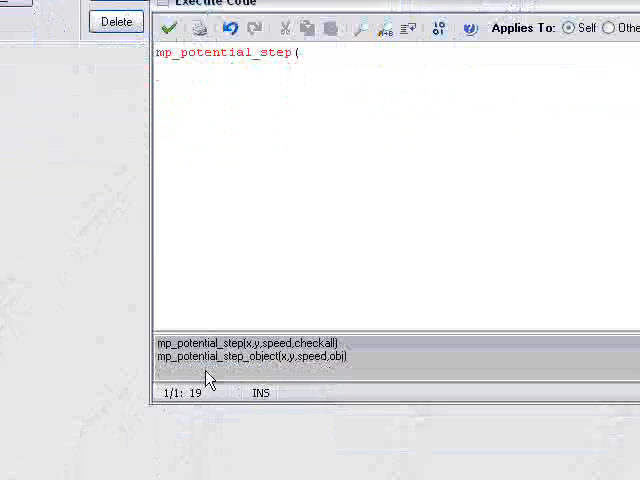 Execute Code
Delete
Applies To: Self Othe
mp_potential_step(
mp_potential_step(x,y,speed,checkall)
mp_potential_step_object(x,y,speed,obj)
1/1: 19 INS